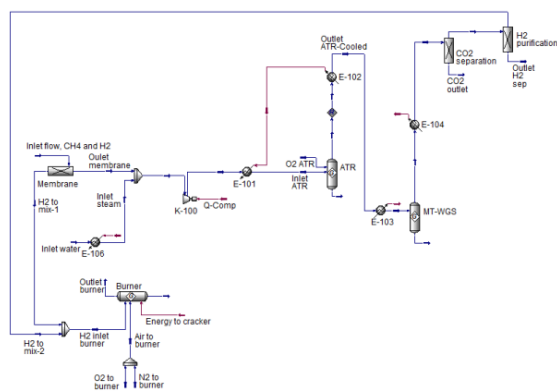 Outlet
ATR-Cooled
E-102
CO2
separation
H2
purification
CO2
outlet
Outlet
H2
sep
E-104
Inlet flow, CH4 and H2
Oulet
membrane
Membrane
O2 ATR
ATR
Inlet
ATR
E-101
H2 to
mix-1
Inlet
steam
K-100
Q-Comp
E-103
MT-WGS
Inlet water
E-106
Outlet
burner
Burner
Energy to cracker
H2 to
mix-2
H2 inlet
burner
Air to
burner
O2 to
burner
N2 to
burner